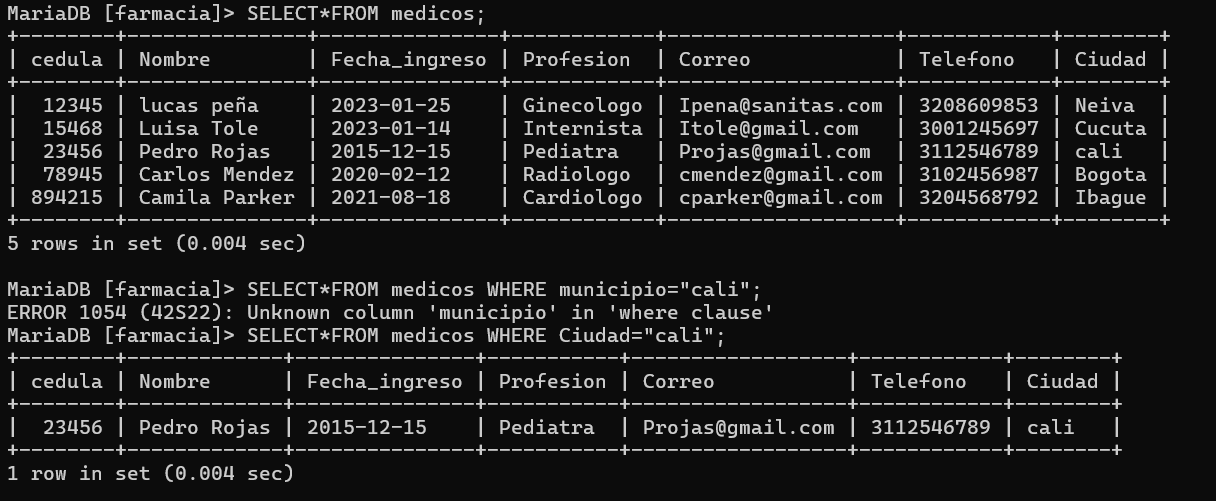 MariaDB [farmacia]> SELECT*FROM medicos;
+--------+---------------+--------------+------------+------------------+------------+--------+
| cedula | Nombre        | Fecha_ingreso | Profesion  | Correo            | Telefono   | Ciudad |
+--------+---------------+--------------+------------+------------------+------------+--------+
|  12345 | lucas peña    | 2023-01-25    | Ginecologo | Ipena@sanitas.com | 3208609853 | Neiva  |
|  15468 | Luisa Tole    | 2023-01-14    | Internista | Itole@gmail.com   | 3001245697 | Cucuta |
|  23456 | Pedro Rojas   | 2015-12-15    | Pediatra   | Projas@gmail.com  | 3112546789 | cali   |
|  78945 | Carlos Mendez | 2020-02-12    | Radiologo  | cmendez@gmail.com | 3102456987 | Bogota |
| 894215 | Camila Parker | 2021-08-18    | Cardiologo | cparker@gmail.com | 3204568792 | Ibague |
+--------+---------------+--------------+------------+------------------+------------+--------+
5 rows in set (0.004 sec)
MariaDB [farmacia]> SELECT*FROM medicos WHERE municipio="cali";
ERROR 1054 (42S22): Unknown column 'municipio' in 'where clause'
MariaDB [farmacia]> SELECT*FROM medicos WHERE Ciudad="cali";
+--------+-------------+---------------+-----------+------------------+------------+--------+
| cedula | Nombre      | Fecha_ingreso | Profesion | Correo           | Telefono   | Ciudad |
+--------+-------------+---------------+-----------+------------------+------------+--------+
|  23456 | Pedro Rojas | 2015-12-15    | Pediatra  | Projas@gmail.com | 3112546789 | cali   |
+--------+-------------+---------------+-----------+------------------+------------+--------+
1 row in set (0.004 sec)